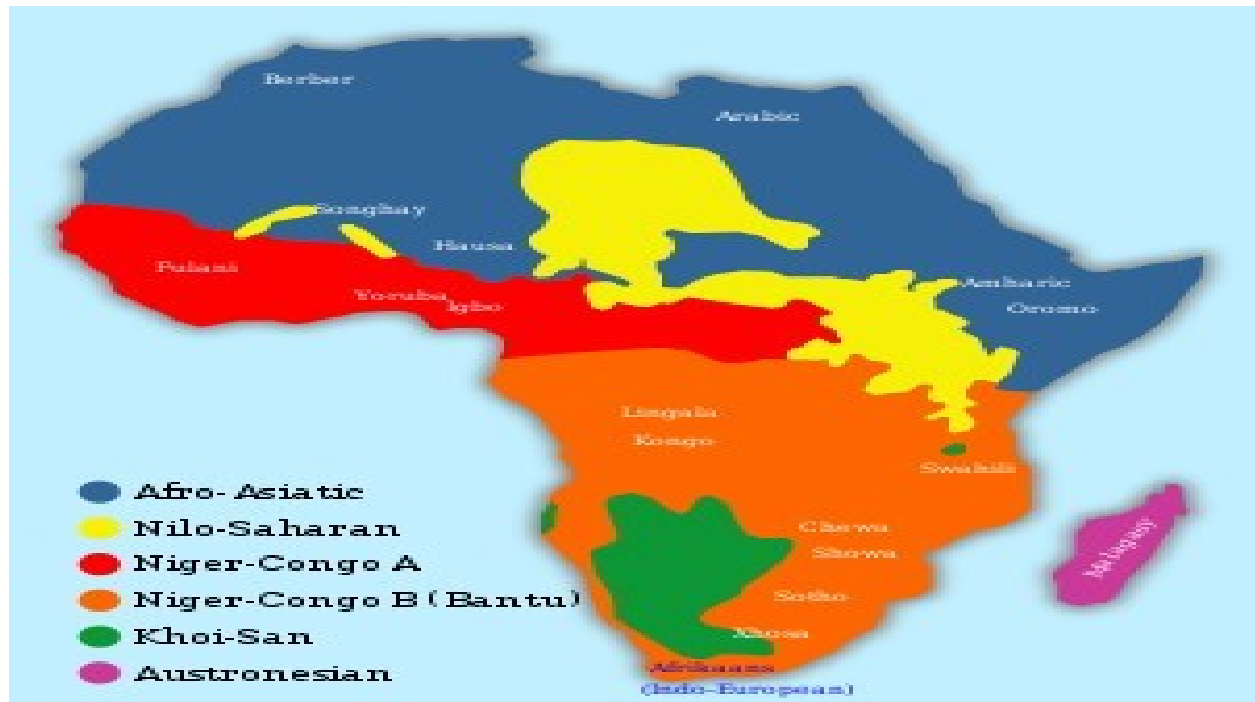 Berber
Arabic
Songhay
Hausa
Fulani
Yoruba
Igbo
Amharic
Oromo
Lingala
Kongo
Swahili
Chewa
Showa
Sotho
Xhosa
Malagasy
Afrikaans
(Indo-European)
Afro-Asiatic
Nilo-Saharan
Niger-Congo A
Niger-Congo B (Bantu)
Khoi-San
Austronesian